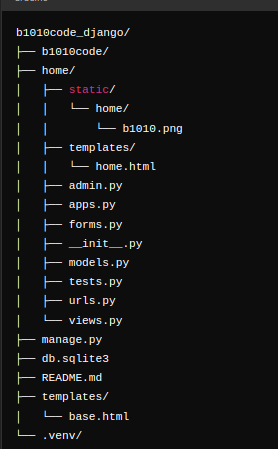 b1010code_django/
├── b1010code/
├── home/
│   ├── static/
│   │   └── home/
│   │       └── b1010.png
│   ├── templates/
│   │   └── home.html
│   ├── admin.py
│   ├── apps.py
│   ├── forms.py
│   ├── __init__.py
│   ├── models.py
│   ├── tests.py
│   ├── urls.py
│   └── views.py
├── manage.py
├── db.sqlite3
├── README.md
├── templates/
│   └── base.html
└── .venv/